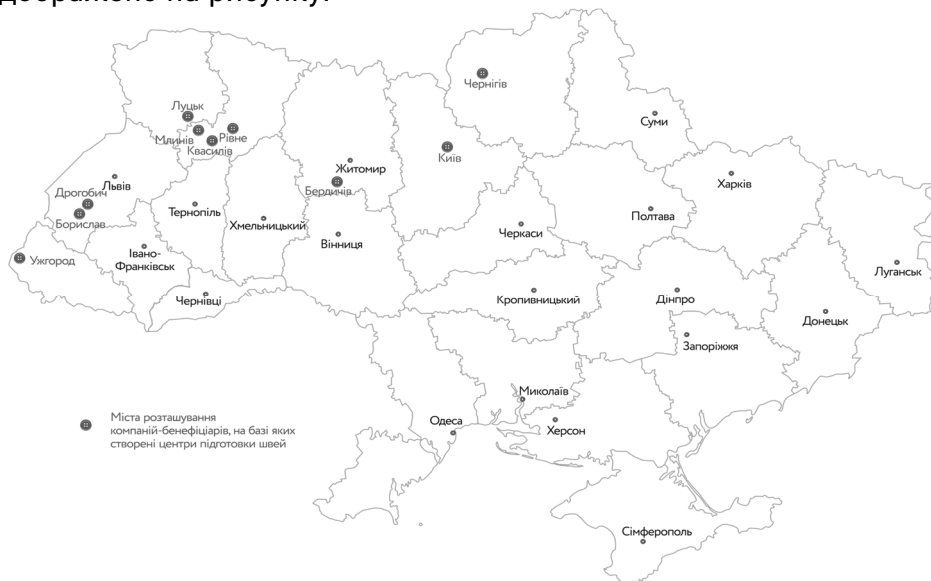 дображено на рисунку.
Чернігів
Луцьк
Суми
Млинів
Рівне
Квасилів
Київ
Житомир
Харків
Львів
Бердичів
Дрогобич
Тернопіль
Полтава
Борислав
Хмельницький
Черкаси
Вінниця
Ужгород
Івано-
Франківськ
Луганськ
Чернівці
Кропивницький
Дніпро
Донецьк
Запоріжжя
Миколаїв
Міста розташування
компаній-бенефіціарів, на базі яких
створені центри підготовки швей
Одеса
Херсон
Сімферополь